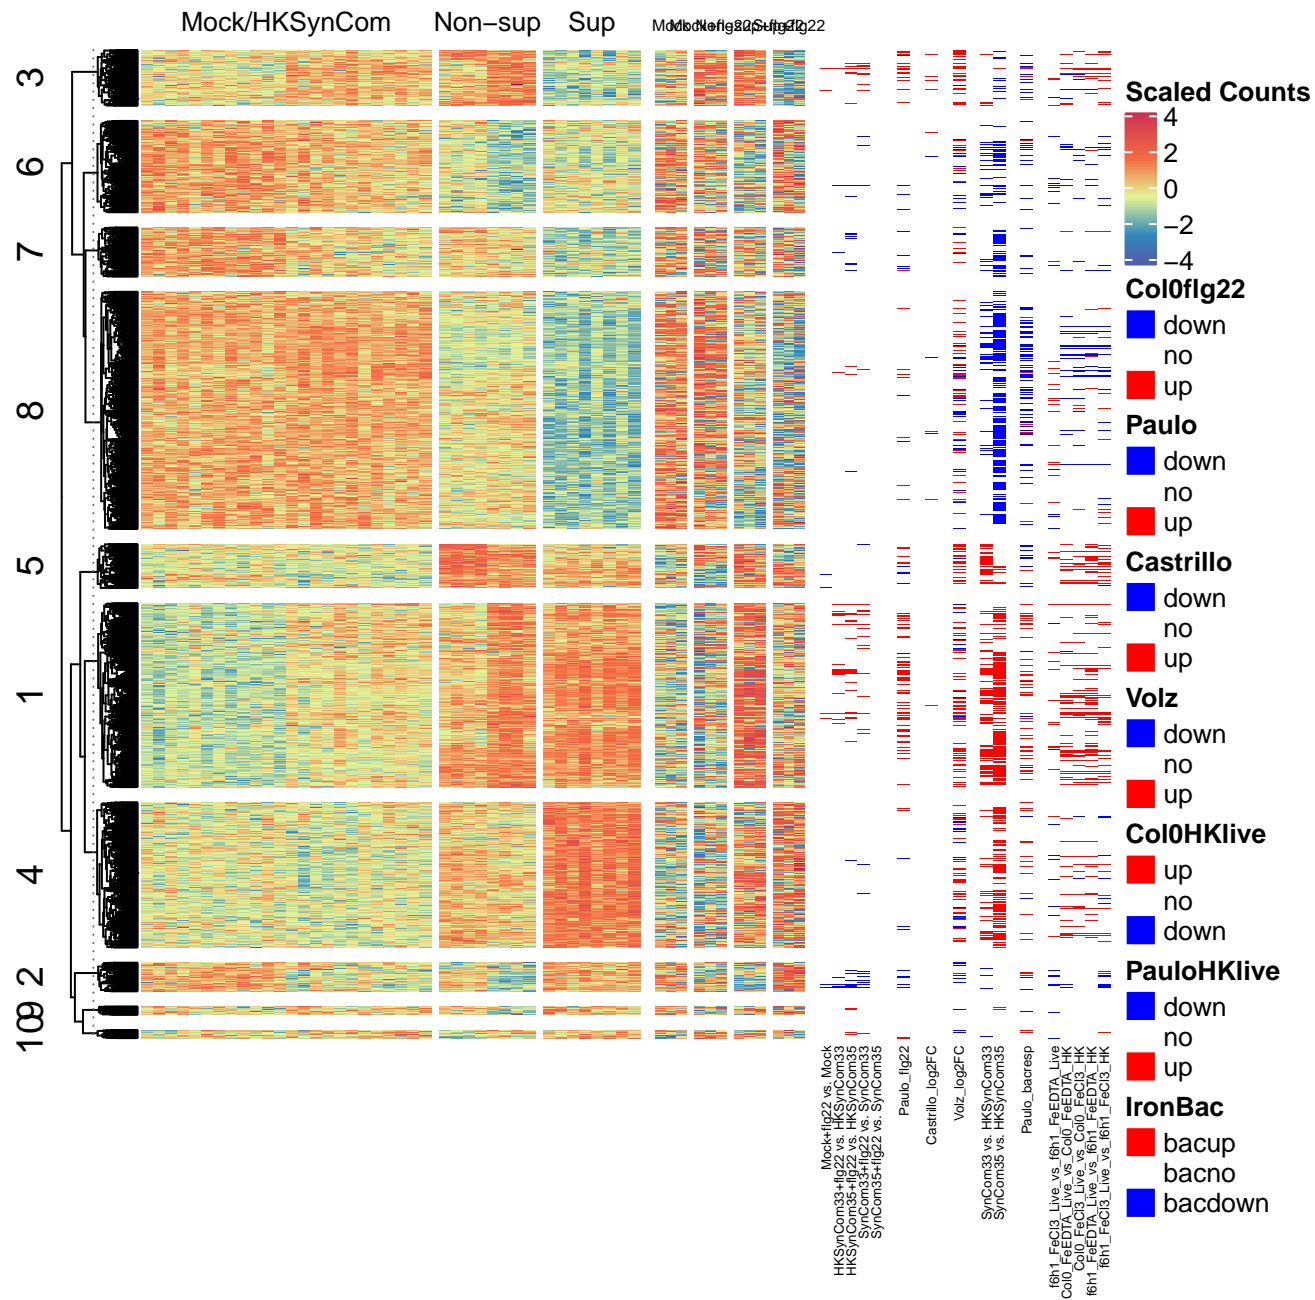 Mock/HKSynCom
Non−sup
Sup
3
6
7
8
5
1
4
2
9
10
Scaled Counts
4
2
0
−2
−4
Col0flg22
down
no
up
Paulo
down
no
up
Castrillo
down
no
up
Volz
down
no
up
Col0HKlive
up
no
down
PauloHKlive
down
no
up
IronBac
bacup
bacno
bacdown
Mock+flg22 vs. Mock
HKSynCom33+flg22 vs. HKSynCom33
HKSynCom35+flg22 vs. HKSynCom35
SynCom33+flg22 vs. SynCom33
SynCom35+flg22 vs. SynCom35
Paulo_flg22
Castrillo_log2FC
Volz_log2FC
SynCom33 vs. HKSynCom33
SynCom35 vs. HKSynCom35
Paulo_bacresp
f6h1_FeCl3_Live_vs_f6h1_FeEDTA_Live
Col0_FeEDTA_Live_vs_Col0_FeEDTA_HK
Col0_FeCl3_Live_vs_Col0_FeCl3_HK
f6h1_FeEDTA_Live_vs_f6h1_FeEDTA_HK
f6h1_FeCl3_Live_vs_f6h1_FeCl3_HK